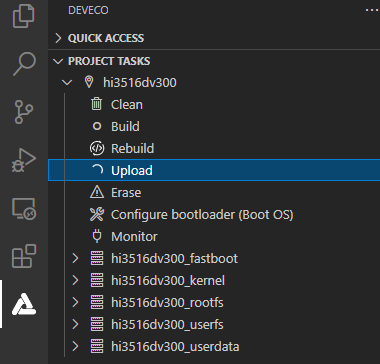 DEVECO
QUICK ACCESS
PROJECT TASKS
hi3516dv300
Clean
Build
Rebuild
Upload
Erase
Configure bootloader (Boot OS)
Monitor
hi3516dv300_fastboot
hi3516dv300_kernel
hi3516dv300_rootfs
hi3516dv300_userfs
hi3516dv300_userdata